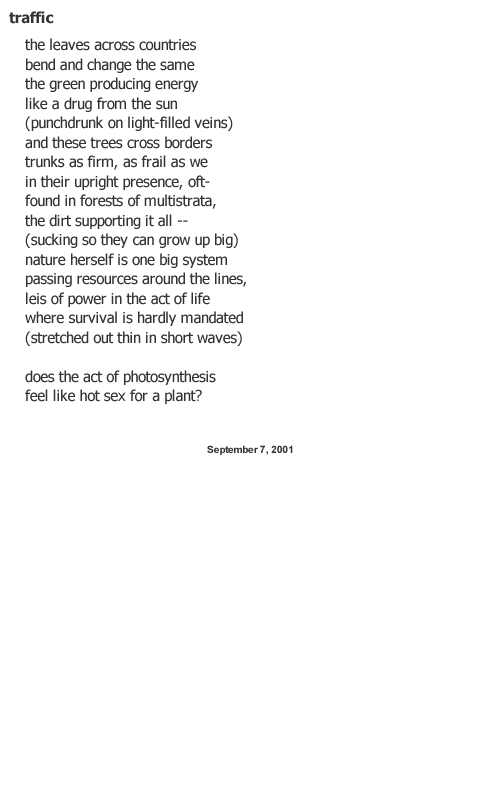 traffic
the leaves across countries
bend and change the same
the green producing energy
like a drug from the sun
(punchdrunk on light-filled veins)
and these trees cross borders
trunks as firm, as frail as we
in their upright presence, oft-
found in forests of multistrata,
the dirt supporting it all --
(sucking so they can grow up big)
nature herself is one big system
passing resources around the lines,
leis of power in the act of life
where survival is hardly mandated
(stretched out thin in short waves)
does the act of photosynthesis
feel like hot sex for a plant?
September 7, 2001